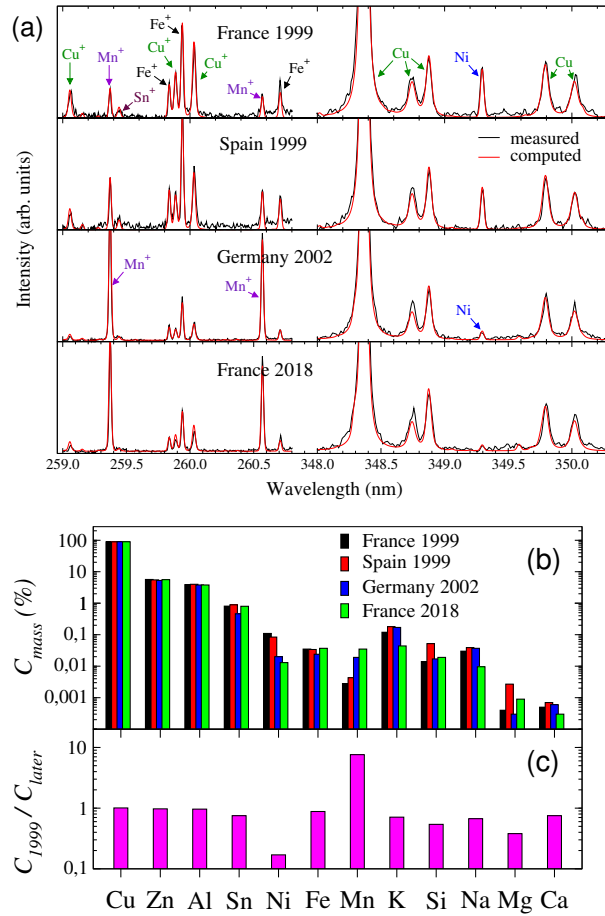 (a)
France 1999
Fe⁺
Cu⁺
Mn⁺
Cu⁺
Fe⁺
Sn⁺
Cu⁺
Mn⁺
Fe⁺
Cu
Ni
Cu
Spain 1999
measured
computed
Germany 2002
Mn⁺
Mn⁺
Ni
France 2018
Intensity (arb. units)
259.0 259.5 260.0 260.5 348.0 348.5 349.0 349.5 350.0
Wavelength (nm)
(b)
France 1999
Spain 1999
Germany 2002
France 2018
C_mass (%)
100
10
1
0,1
0,01
0,001
(c)
C_1999 / C_later
10
1
0,1
Cu Zn Al Sn Ni Fe Mn K Si Na Mg Ca